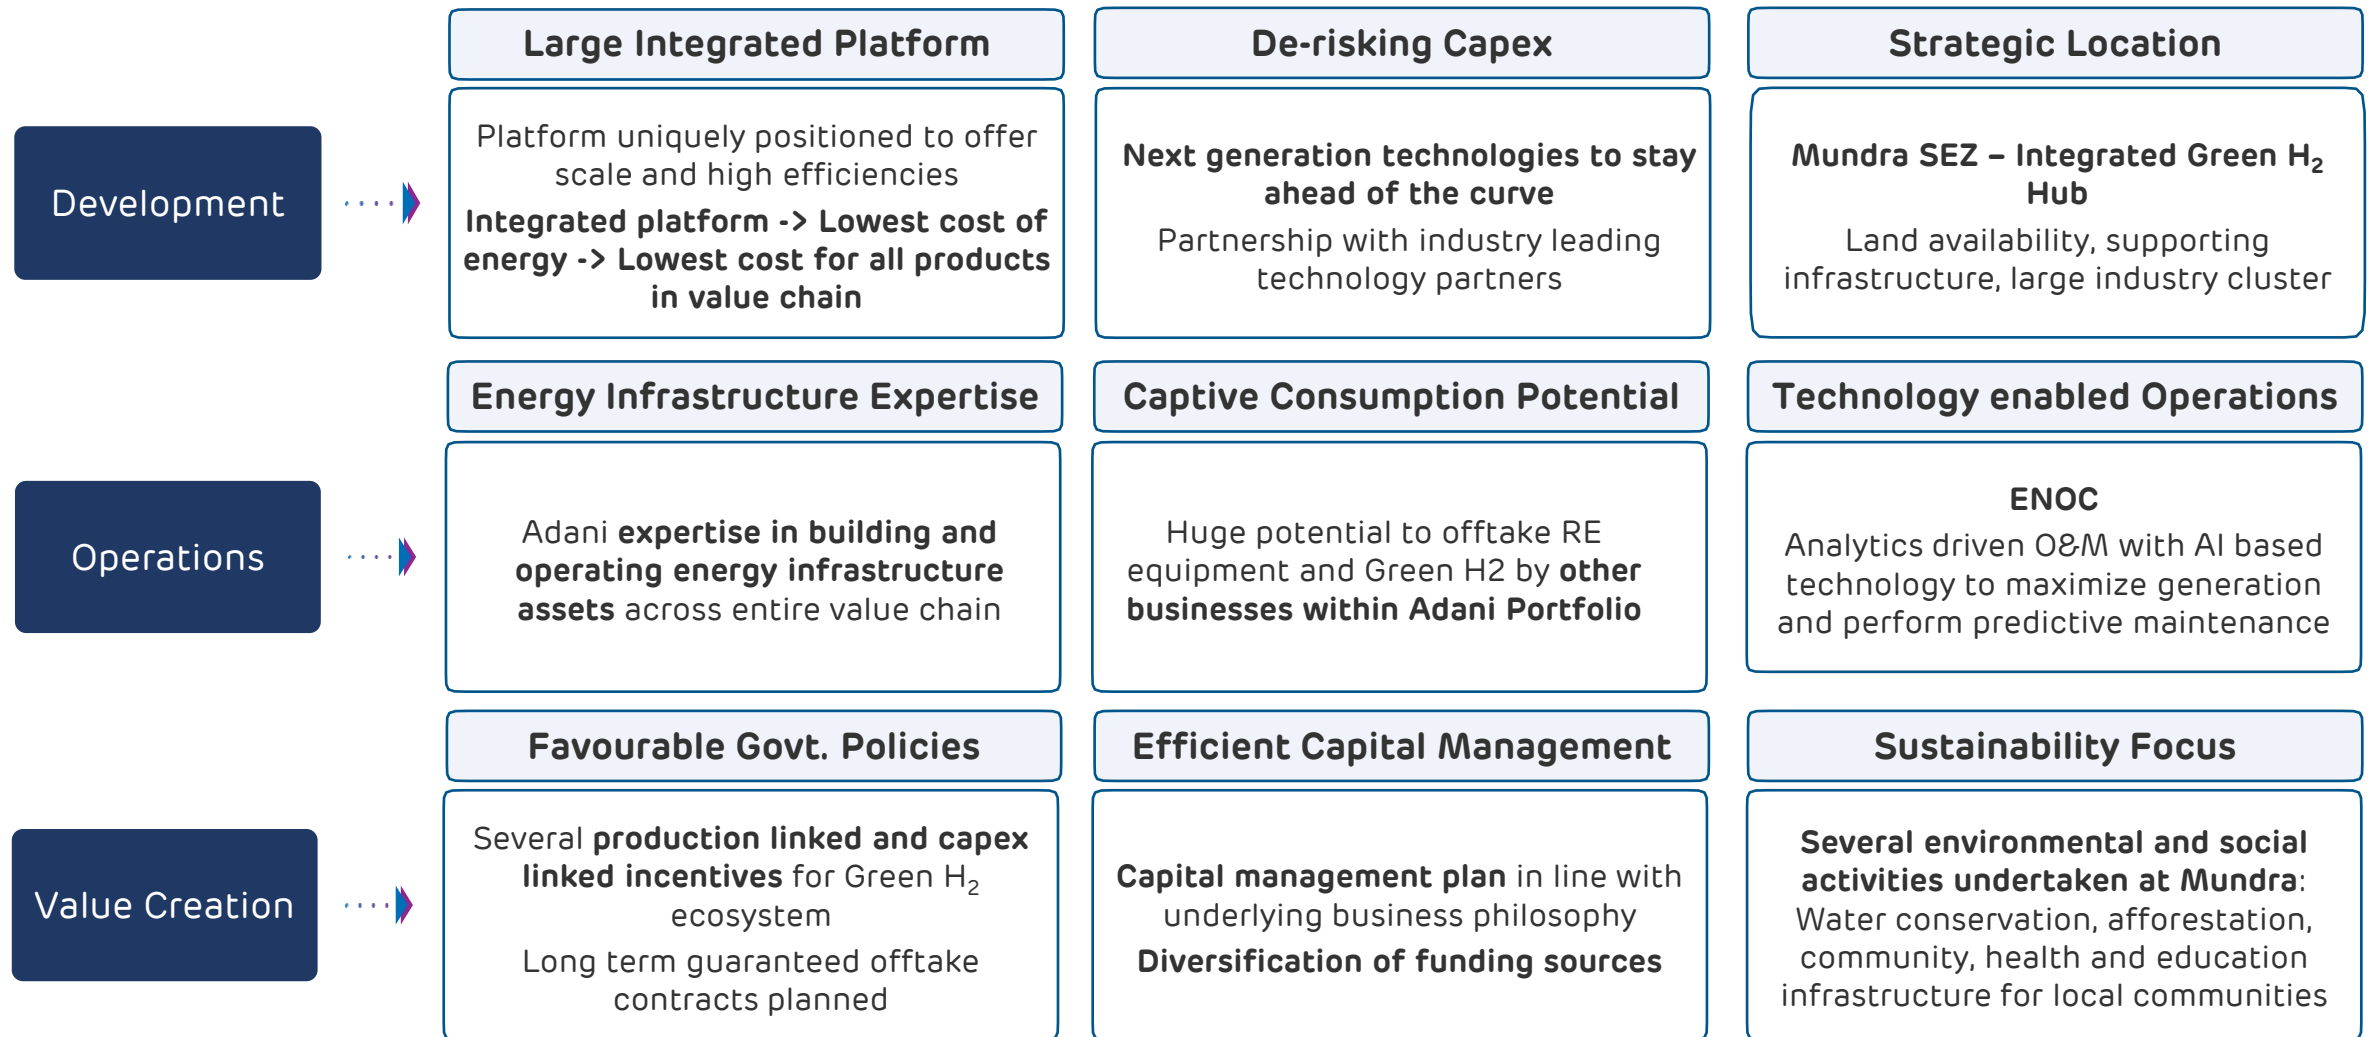 Large Integrated Platform
De-risking Capex
Strategic Location
Development
Platform uniquely positioned to offer
scale and high efficiencies
Integrated platform -> Lowest cost of
energy -> Lowest cost for all products
in value chain
Next generation technologies to stay
ahead of the curve
Partnership with industry leading
technology partners
Mundra SEZ – Integrated Green H₂
Hub
Land availability, supporting
infrastructure, large industry cluster
Energy Infrastructure Expertise
Captive Consumption Potential
Technology enabled Operations
Operations
Adani expertise in building and
operating energy infrastructure
assets across entire value chain
Huge potential to offtake RE
equipment and Green H2 by other
businesses within Adani Portfolio
ENOC
Analytics driven O&M with AI based
technology to maximize generation
and perform predictive maintenance
Favourable Govt. Policies
Efficient Capital Management
Sustainability Focus
Value Creation
Several production linked and capex
linked incentives for Green H₂
ecosystem
Long term guaranteed offtake
contracts planned
Capital management plan in line with
underlying business philosophy
Diversification of funding sources
Several environmental and social
activities undertaken at Mundra:
Water conservation, afforestation,
community, health and education
infrastructure for local communities